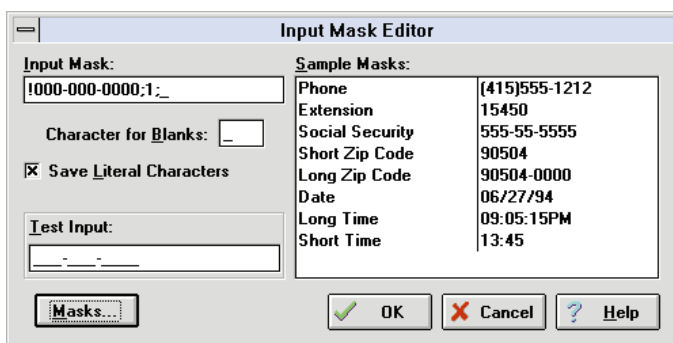 Input Mask Editor
Input Mask:
!000-000-0000;1;_
Character for Blanks: _
Save Literal Characters
Test Input:
___-___-____
Masks...
Sample Masks:
Phone (415)555-1212
Extension 15450
Social Security 555-55-5555
Short Zip Code 90504
Long Zip Code 90504-0000
Date 06/27/94
Long Time 09:05:15PM
Short Time 13:45
OK
Cancel
Help